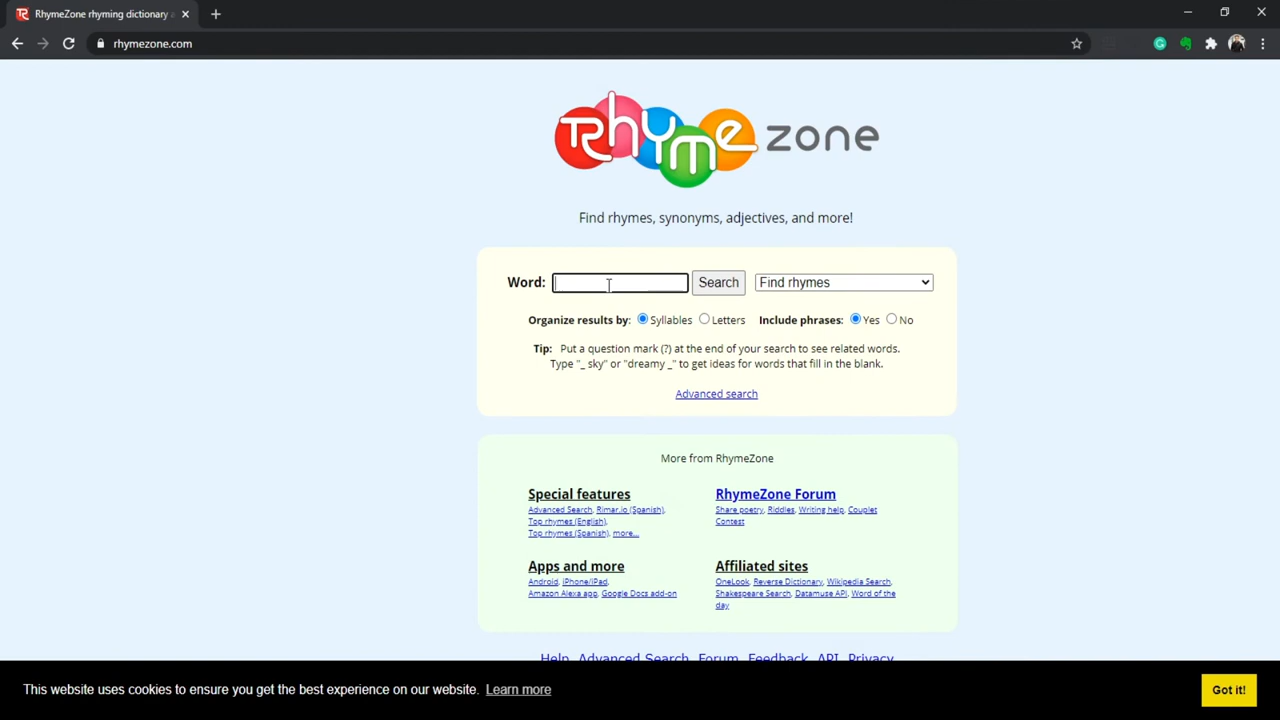 RhymeZone rhyming dictionary a
rhymezone.com
Rhyme zone
Find rhymes, synonyms, adjectives, and more!
Word: Search Find rhymes
Organize results by: Syllables Letters Include phrases: Yes No
Tip: Put a question mark (?) at the end of your search to see related words.
Type "_ sky" or "dreamy _" to get ideas for words that fill in the blank.
Advanced search
More from RhymeZone
Special features
Advanced Search, Rimar.io (Spanish),
Top rhymes (English),
Top rhymes (Spanish), more...
RhymeZone Forum
Share poetry, Riddles, Writing help, Couplet
Contest
Apps and more
Android, iPhone/iPad,
Amazon Alexa app, Google Docs add-on
Affiliated sites
OneLook, Reverse Dictionary, Wikipedia Search,
Shakespeare Search, Datamuse API, Word of the
day
Help Advanced Search Forum Feedback API Privacy
This website uses cookies to ensure you get the best experience on our website. Learn more
Got it!